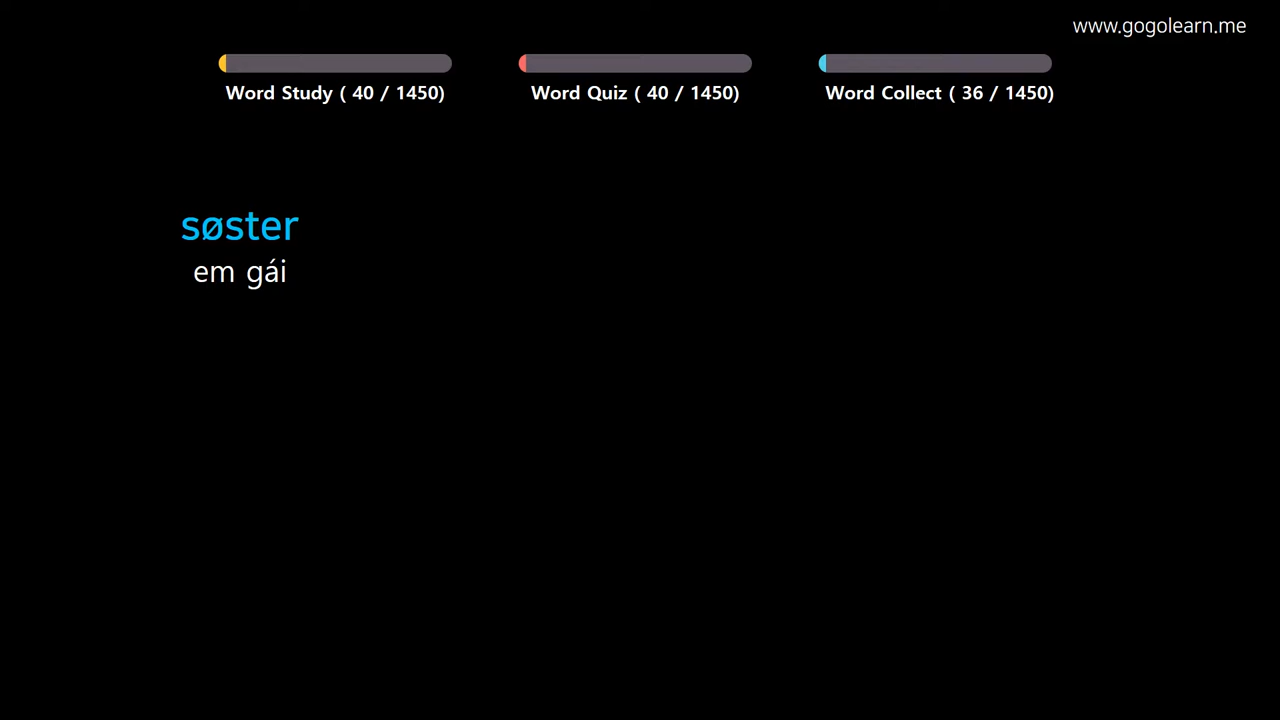 www.gogolearn.me
Word Study ( 40 / 1450)
Word Quiz ( 40 / 1450)
Word Collect ( 36 / 1450)
søster
em gái